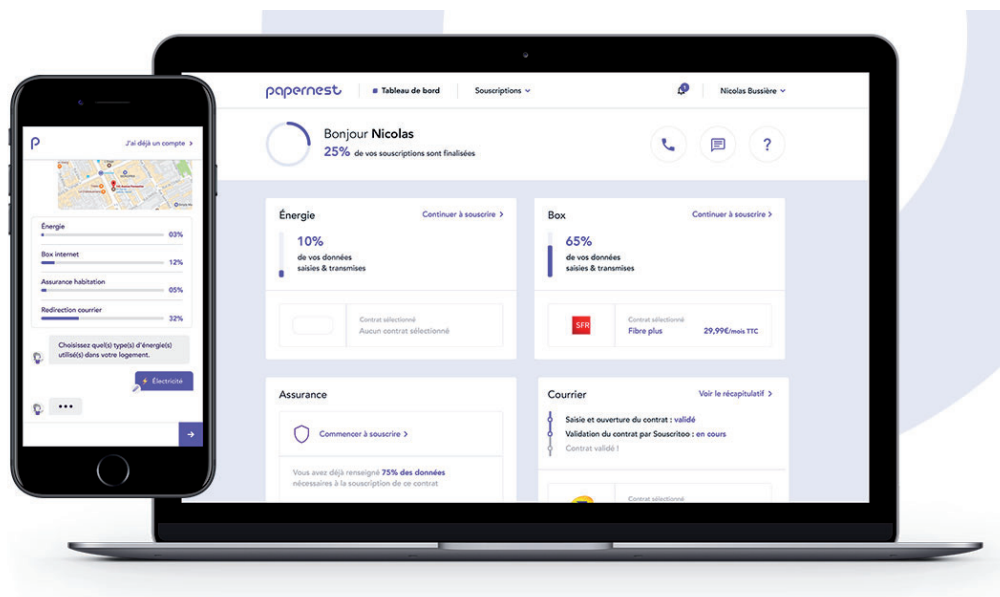 J'ai déjà un compte >
Énergie
03%
Box internet
12%
Assurance habitation
05%
Redirection courrier
32%
Choisissez quel(s) type(s) d'énergie(s)
utilisé(s) dans votre logement.
Électricité
papernest
Tableau de bord
Souscriptions
Nicolas Bussière
Bonjour Nicolas
25% de vos souscriptions sont finalisées
?
Énergie
Continuer à souscrire >
10%
de vos données
saisies & transmises
Contrat sélectionné
Aucun contrat sélectionné
Box
Continuer à souscrire >
65%
de vos données
saisies & transmises
SFR
Contrat sélectionné
Fibre plus 29,99€/mois TTC
Assurance
Commencer à souscrire >
Vous avez déjà renseigné 75% des données
nécessaires à la souscription de ce contrat
Courrier
Voir le récapitulatif >
Saisie et ouverture du contrat : validé
Validation du contrat par Souscritoo : en cours
Contrat validé !
Contrat sélectionné